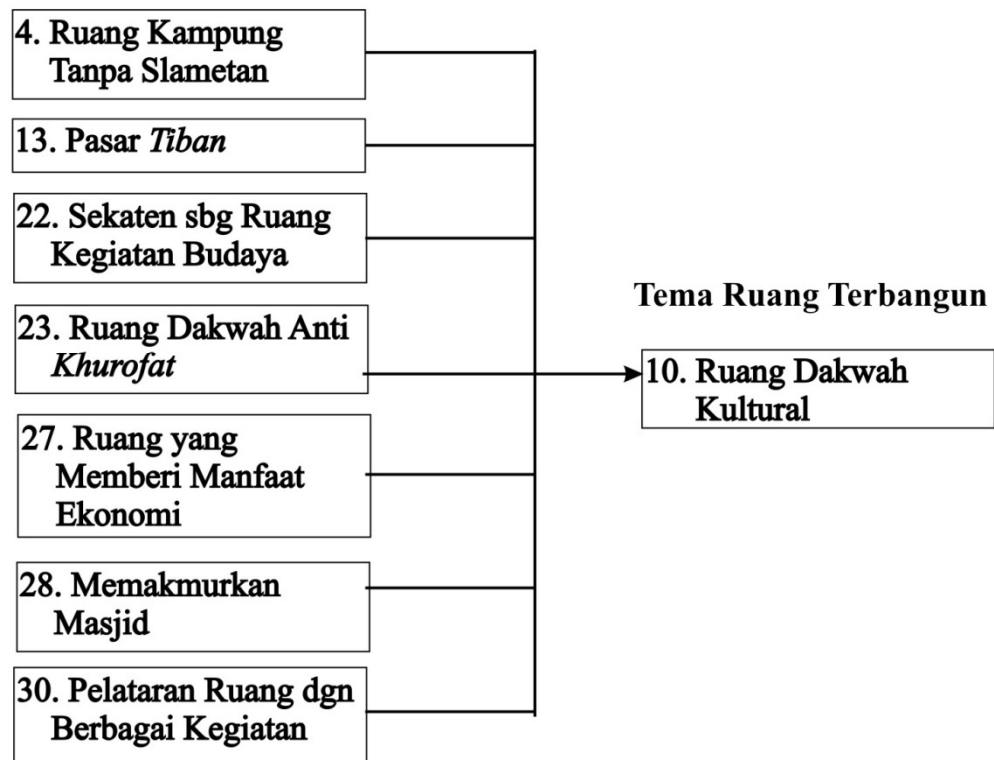 4. Ruang Kampung
Tanpa Slametan
13. Pasar Tiban
22. Sekaten sbg Ruang
Kegiatan Budaya
23. Ruang Dakwah Anti
Khurofat
27. Ruang yang
Memberi Manfaat
Ekonomi
28. Memakmurkan
Masjid
30. Pelataran Ruang dgn
Berbagai Kegiatan
Tema Ruang Terbangun
10. Ruang Dakwah
Kultural